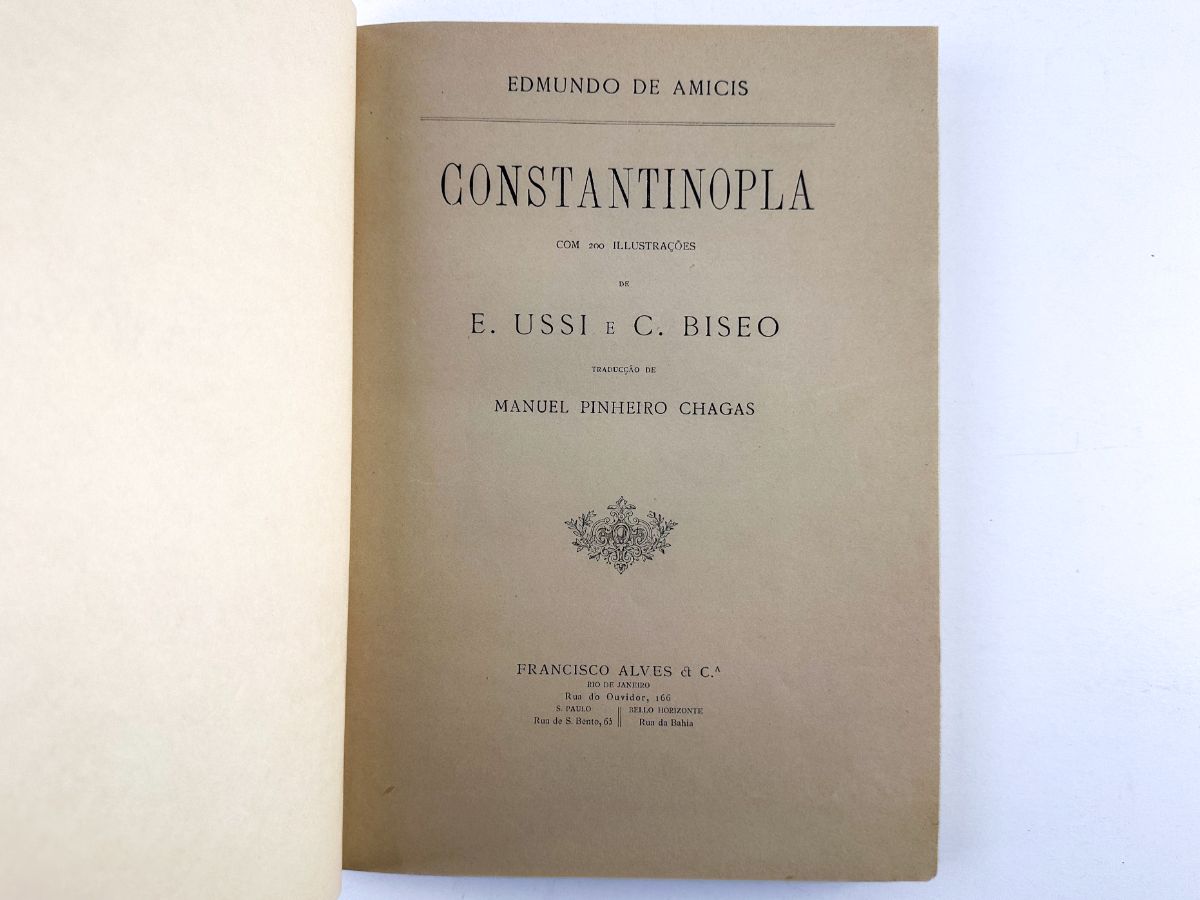 EDMUNDO DE AMICIS
CONSTANTINOPLA
COM 200 ILLUSTRAÇÕES
DE
E. USSI E C. BISEO
TRADUCÇÃO DE
MANUEL PINHEIRO CHAGAS
FRANCISCO ALVES & C.ᴬ
RIO DE JANEIRO
Rua do Ouvidor, 166
S. PAULO
Rua de S. Bento, 65
BELLO HORIZONTE
Rua da Bahia